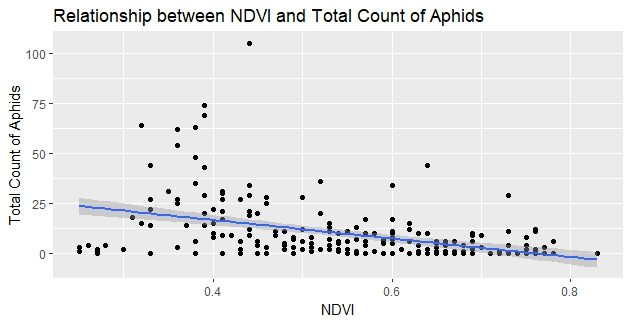 Relationship between NDVI and Total Count of Aphids
Total Count of Aphids
100
75
50
25
0
0.4 0.6 0.8
NDVI